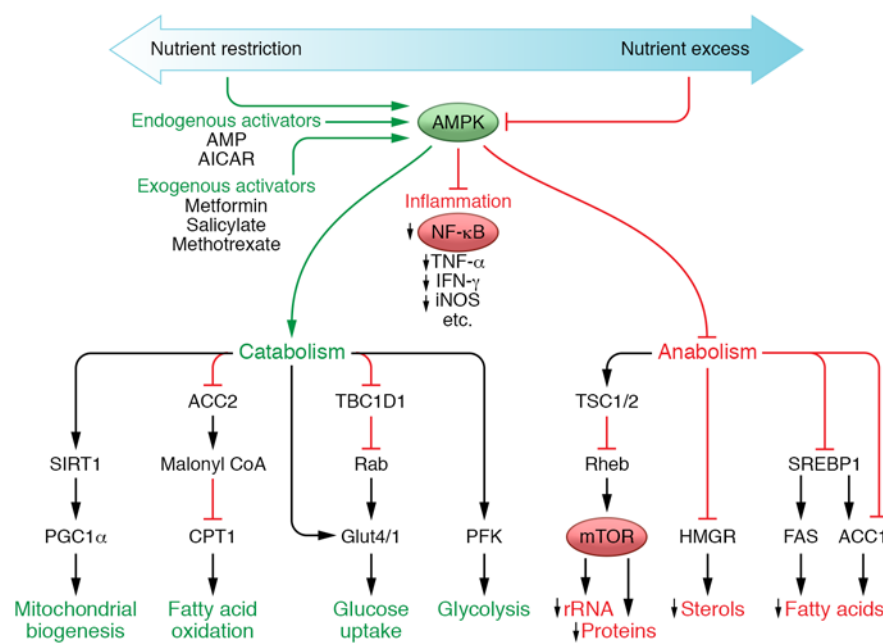 Nutrient restriction
Nutrient excess
Endogenous activators
AMP
AICAR
AMPK
Exogenous activators
Metformin
Salicylate
Methotrexate
Inflammation
NF-κB
TNF-α
IFN-γ
iNOS
etc.
Catabolism
Anabolism
ACC2
TBC1D1
TSC1/2
SIRT1
Malonyl CoA
Rab
Rheb
SREBP1
PGC1α
CPT1
Glut4/1
PFK
mTOR
HMGR
FAS
ACC1
Mitochondrial
biogenesis
Fatty acid
oxidation
Glucose
uptake
Glycolysis
rRNA
Proteins
Sterols
Fatty acids